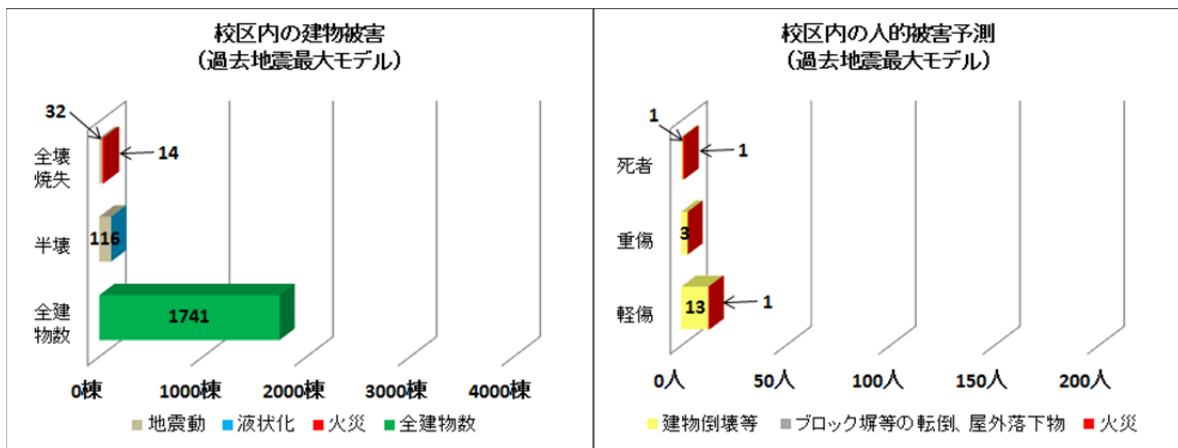 校区内の建物被害
（過去地震最大モデル）
32
14
全壊
焼失
116
半壊
1741
全建
物数
0棟 1000棟 2000棟 3000棟 4000棟
地震動 液状化 火災 全建物数
校区内の人的被害予測
（過去地震最大モデル）
1
1
死者
3
重傷
13
1
軽傷
0人 50人 100人 150人 200人
建物倒壊等 ブロック塀等の転倒、屋外落下物 火災